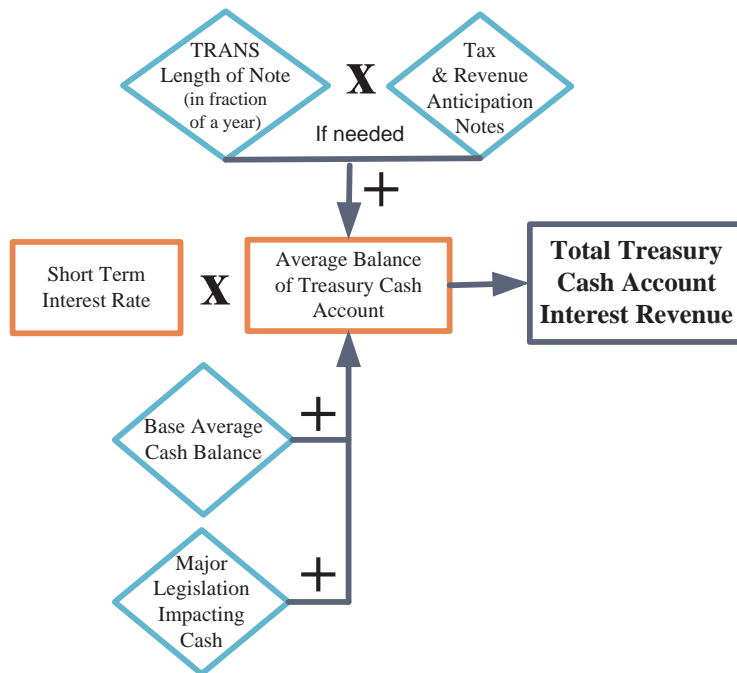 TRANS
Length of Note
(in fraction
of a year)
X
Tax
& Revenue
Anticipation
Notes
If needed
+
Short Term
Interest Rate
X
Average Balance
of Treasury Cash
Account
Total Treasury
Cash Account
Interest Revenue
+
Base Average
Cash Balance
+
Major
Legislation
Impacting
Cash